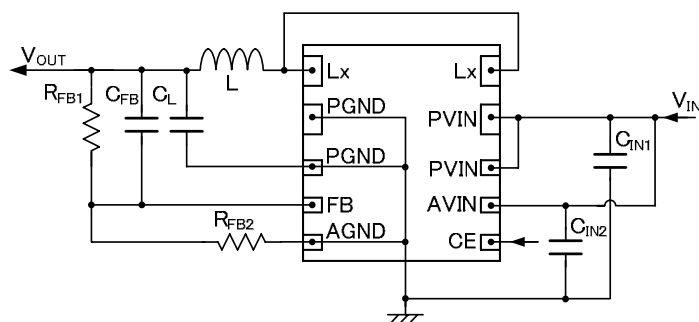 VOUT
L
RFB1
CFB
CL
RFB2
Lx
PGND
PGND
FB
AGND
Lx
PVIN
PVIN
AVIN
CE
VIN
CIN1
CIN2